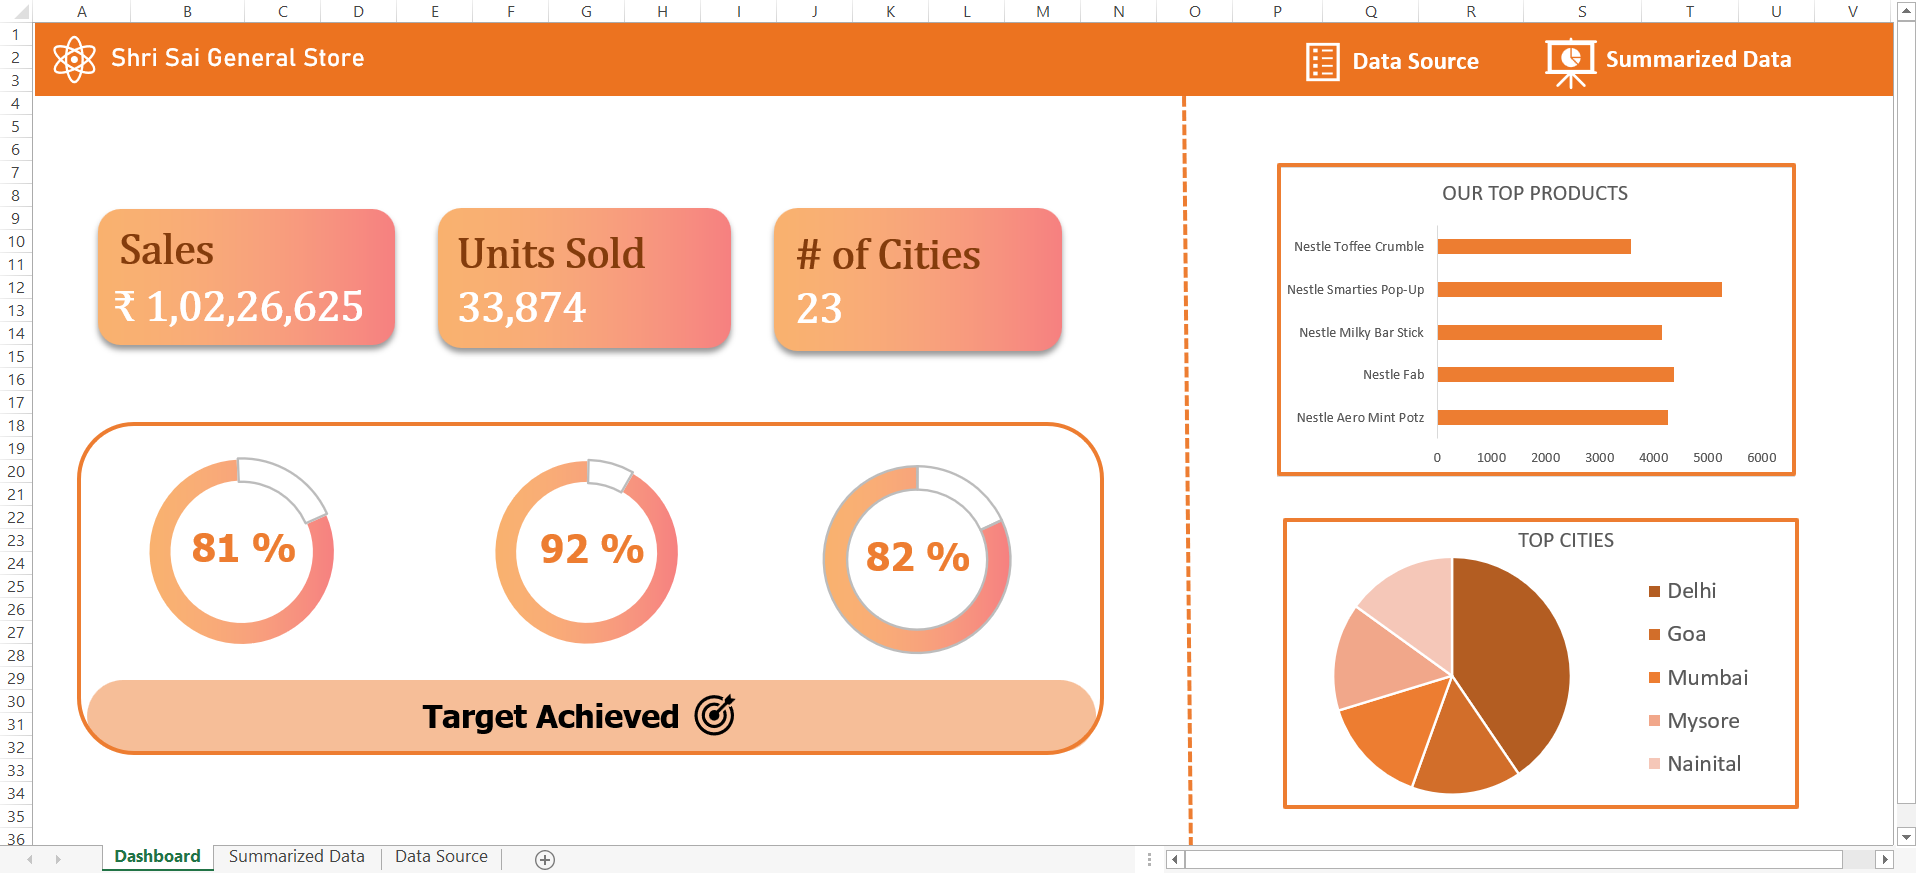 A B C D E F G H I J K L M N O P Q R S T U V
1
2
3
4
5
6
7
8
9
10
11
12
13
14
15
16
17
18
19
20
21
22
23
24
25
26
27
28
29
30
31
32
33
34
35
36
Shri Sai General Store
Data Source
Summarized Data
Sales
₹ 1,02,26,625
Units Sold
33,874
# of Cities
23
81 %
92 %
82 %
Target Achieved
OUR TOP PRODUCTS
Nestle Toffee Crumble
Nestle Smarties Pop-Up
Nestle Milky Bar Stick
Nestle Fab
Nestle Aero Mint Potz
0 1000 2000 3000 4000 5000 6000
TOP CITIES
Delhi
Goa
Mumbai
Mysore
Nainital
Dashboard Summarized Data Data Source